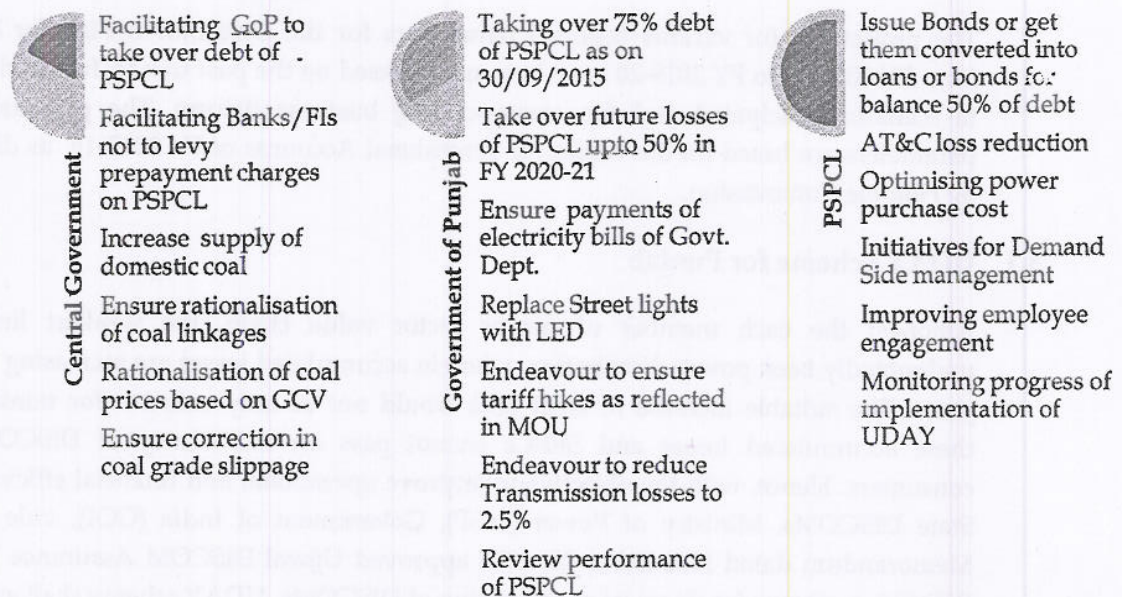 Central Government
Facilitating GoP to
take over debt of
PSPCL
Facilitating Banks/FIs
not to levy
prepayment charges
on PSPCL
Increase supply of
domestic coal
Ensure rationalisation
of coal linkages
Rationalisation of coal
prices based on GCV
Ensure correction in
coal grade slippage
Government of Punjab
Taking over 75% debt
of PSPCL as on
30/09/2015
Take over future losses
of PSPCL upto 50% in
FY 2020-21
Ensure payments of
electricity bills of Govt.
Dept.
Replace Street lights
with LED
Endeavour to ensure
tariff hikes as reflected
in MOU
Endeavour to reduce
Transmission losses to
2.5%
Review performance
of PSPCL
PSPCL
Issue Bonds or get
them converted into
loans or bonds for
balance 50% of debt
AT&C loss reduction
Optimising power
purchase cost
Initiatives for Demand
Side management
Improving employee
engagement
Monitoring progress of
implementation of
UDAY